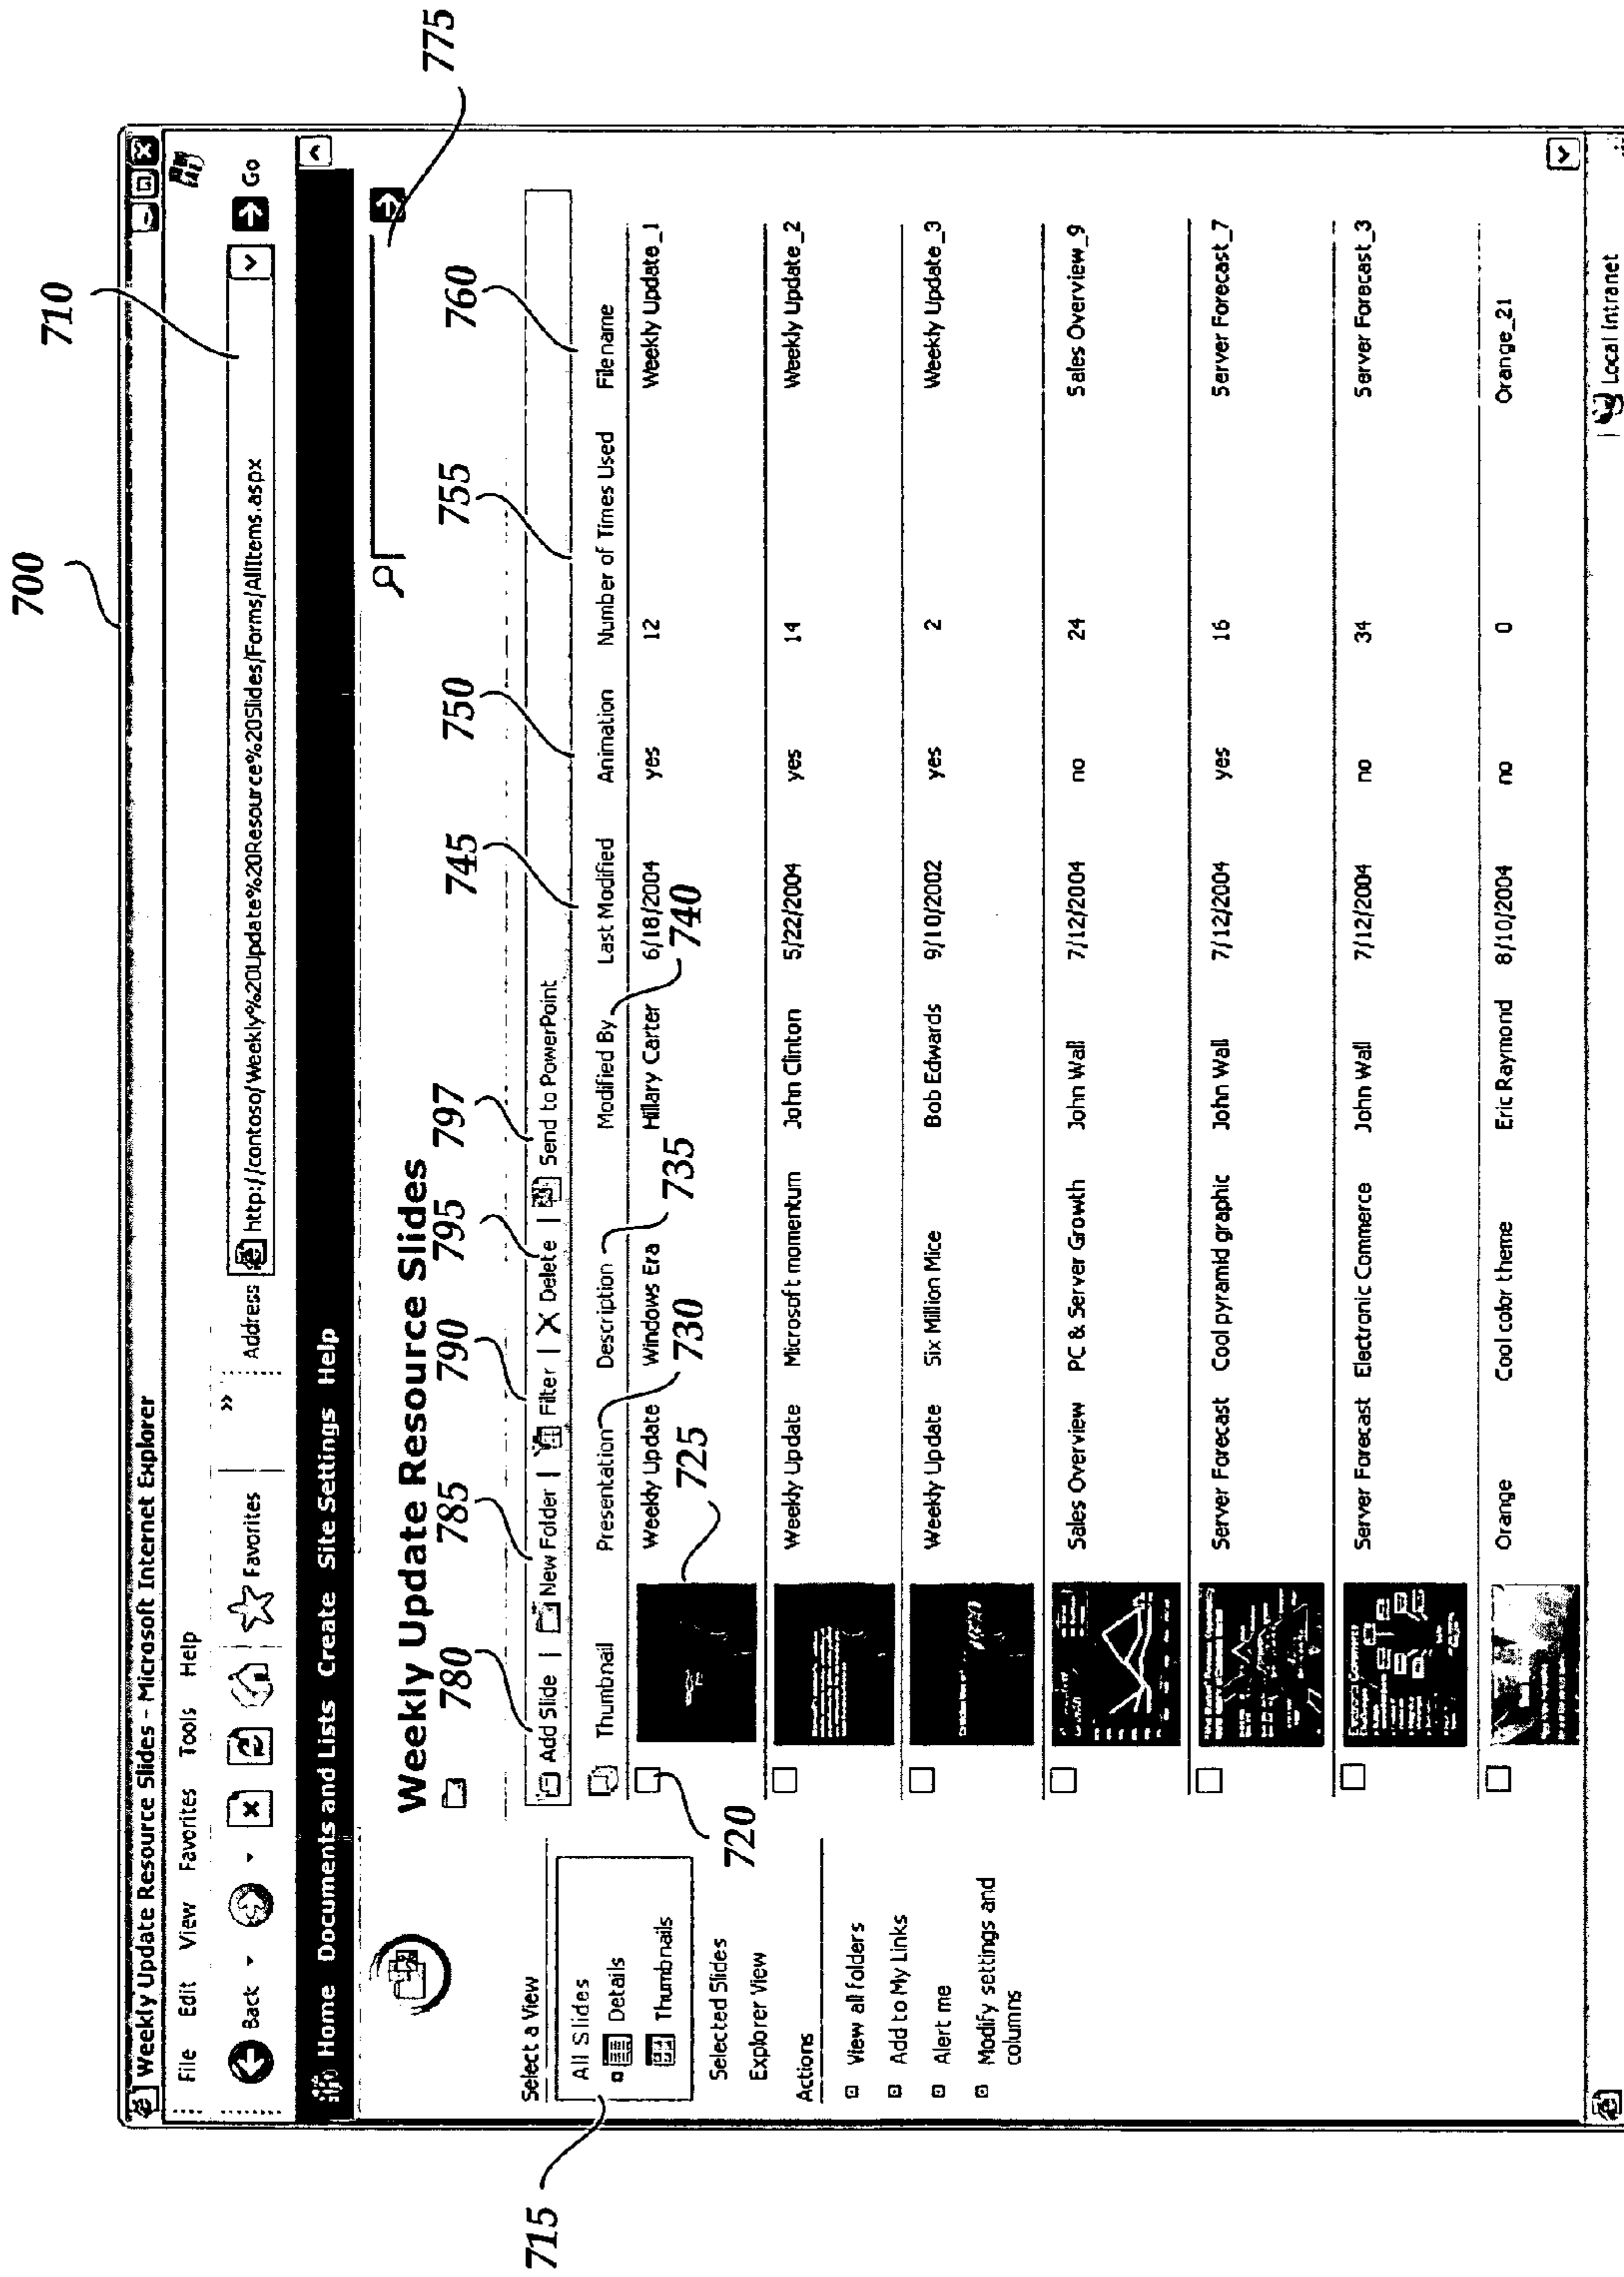 700
710
775
Weekly Update Resource Slides - Microsoft Internet Explorer
File Edit View Favorites Tools Help
Back Favorites » Address http://contoso/Weekly%20Update%20Resource%20Slides/Forms/AllItems.aspx Go
Home Documents and Lists Create Site Settings Help
Weekly Update Resource Slides
780 785 790 795 797 745 750 755 760
Add Slide | New Folder | Filter | Delete | Send to PowerPoint
Thumbnail Presentation Description Modified By Last Modified Animation Number of Times Used Filename
Weekly Update Windows Era Hillary Carter 6/18/2004 yes 12 Weekly Update_1
725 730 735 740
Weekly Update Microsoft momentum John Clinton 5/22/2004 yes 14 Weekly Update_2
Weekly Update Six Million Mice Bob Edwards 9/10/2002 yes 2 Weekly Update_3
Sales Overview PC & Server Growth John Wall 7/12/2004 no 24 Sales Overview_9
Server Forecast Cool pyramid graphic John Wall 7/12/2004 yes 16 Server Forecast_7
Server Forecast Electronic Commerce John Wall 7/12/2004 no 34 Server Forecast_3
Orange Cool color theme Eric Raymond 8/10/2004 no 0 Orange_21
720
715
Select a View
All Slides
Details
Thumbnails
Selected Slides
Explorer View
Actions
View all folders
Add to My Links
Alert me
Modify settings and
columns
Local Intranet